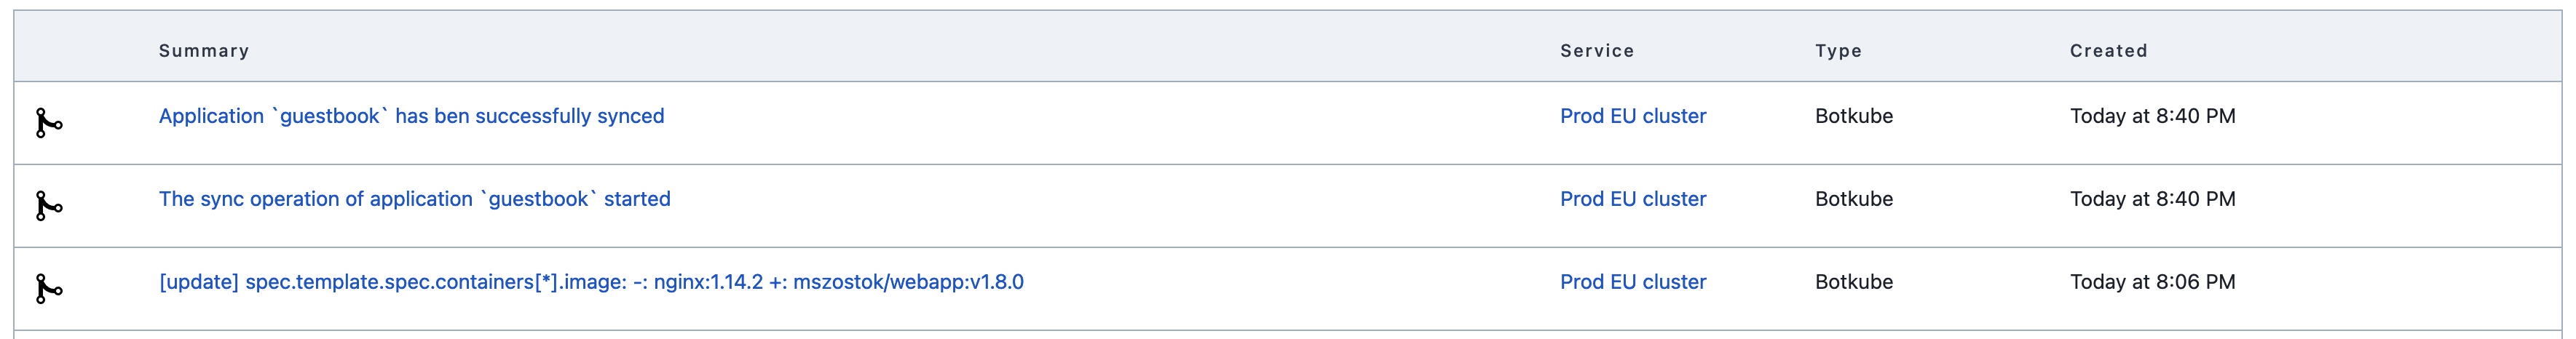 Summary Service Type Created
Application `guestbook` has ben successfully synced Prod EU cluster Botkube Today at 8:40 PM
The sync operation of application `guestbook` started Prod EU cluster Botkube Today at 8:40 PM
[update] spec.template.spec.containers[*].image: -: nginx:1.14.2 +: mszostok/webapp:v1.8.0 Prod EU cluster Botkube Today at 8:06 PM